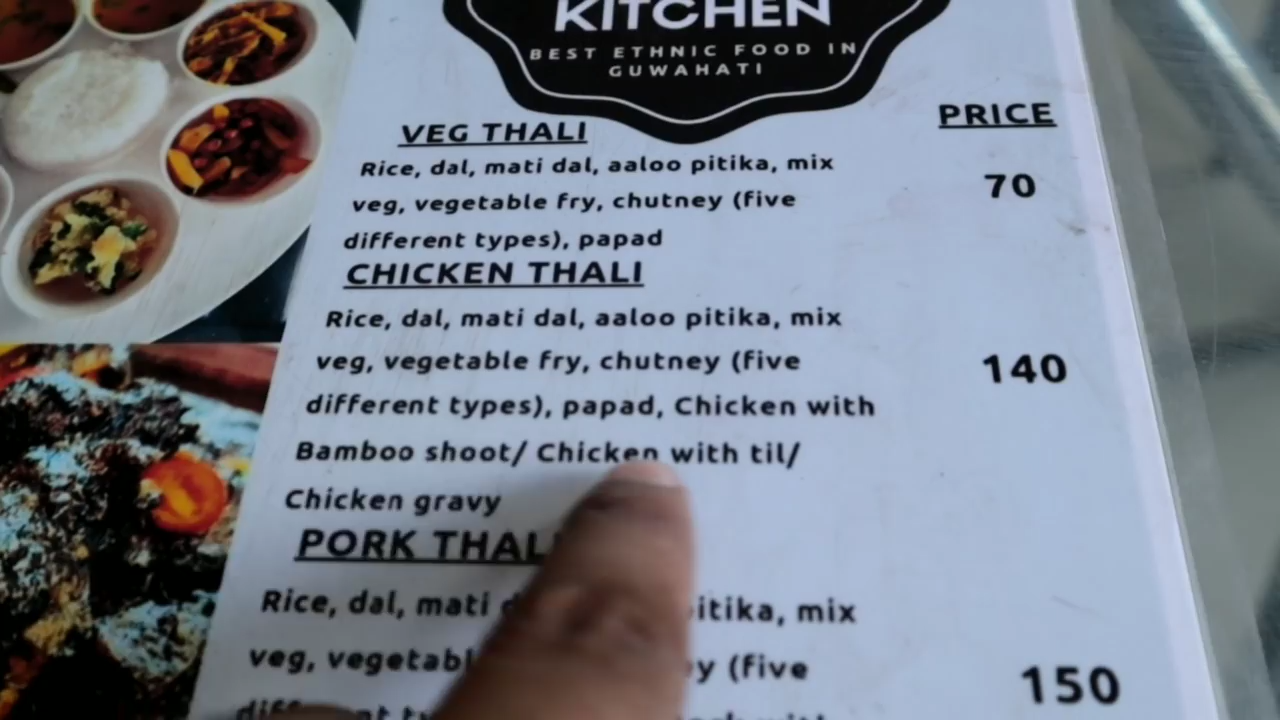 KITCHEN
BEST ETHNIC FOOD IN
GUWAHATI
PRICE
VEG THALI
Rice, dal, mati dal, aaloo pitika, mix
veg, vegetable fry, chutney (five
70
different types), papad
CHICKEN THALI
Rice, dal, mati dal, aaloo pitika, mix
veg, vegetable fry, chutney (five
140
different types), papad, Chicken with
Bamboo shoot/ Chicken with til/
Chicken gravy
PORK THALI
Rice, dal, mati itika, mix
veg, (five
150